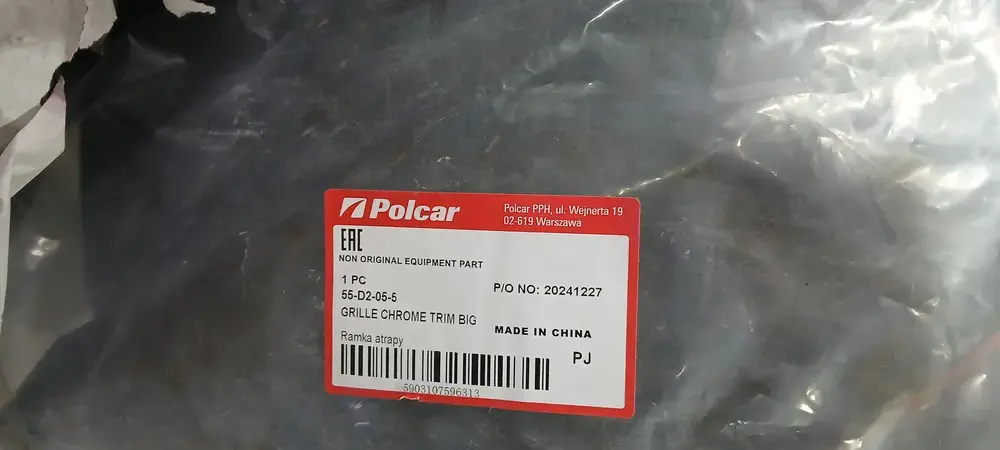 Polcar
Polcar PPH, ul. Wejnerta 19
02-619 Warszawa
EAC
NON ORIGINAL EQUIPMENT PART
1 PC
P/O NO: 20241227
55-D2-05-5
GRILLE CHROME TRIM BIG
MADE IN CHINA
Ramka atrapy
PJ
5903107596313